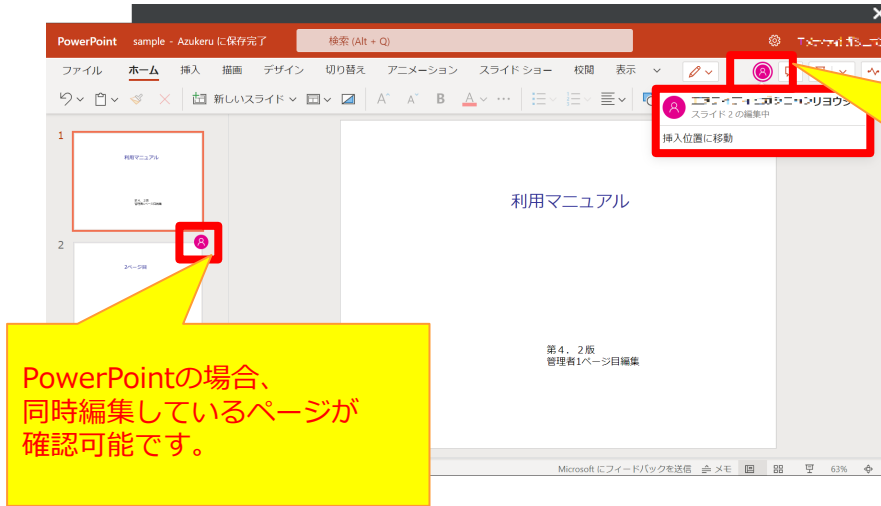 PowerPoint sample - Azukeru に保存完了 検索 (Alt + Q)
ファイル ホーム 挿入 描画 デザイン 切り替え アニメーション スライド ショー 校閲 表示
新しいスライド B A
スライド 2 の編集中
挿入位置に移動
1
利用マニュアル
2
2ページ目
利用マニュアル
第4．2版
管理者1ページ目編集
PowerPointの場合、
同時編集しているページが
確認可能です。
Microsoft にフィードバックを送信 メモ 63%